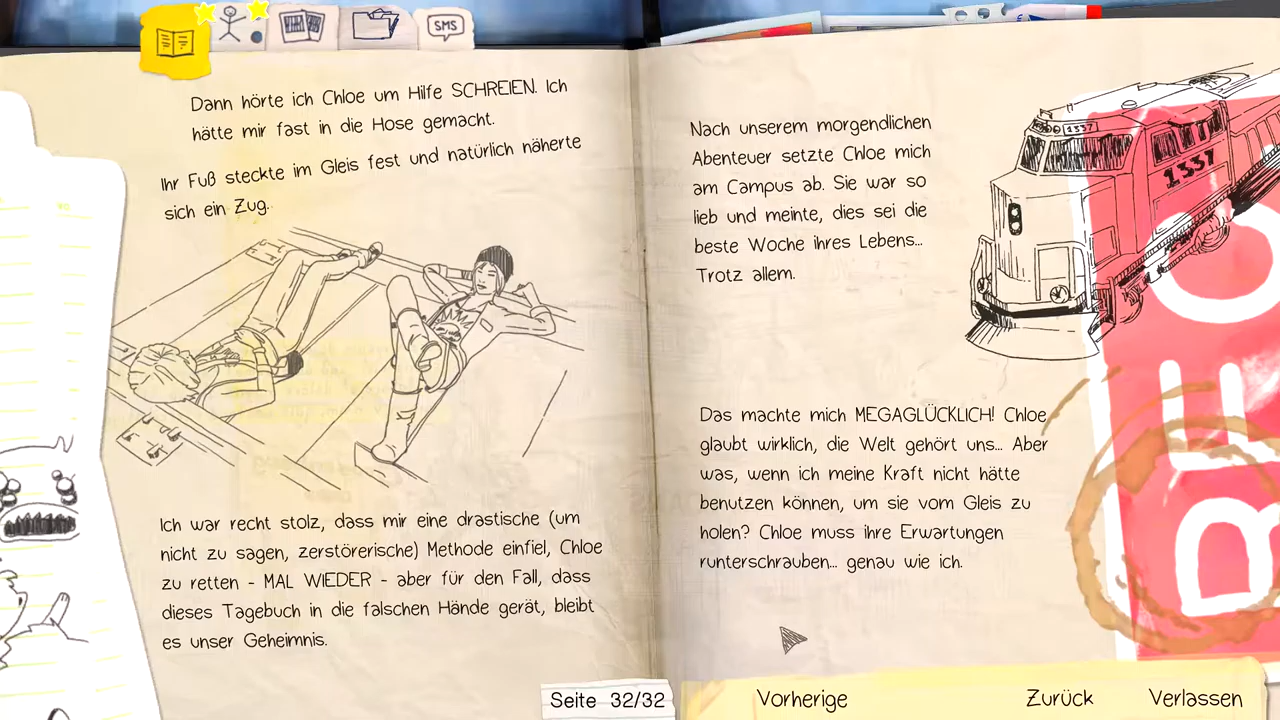 SMS
Dann hörte ich Chloe um Hilfe SCHREIEN. Ich
hätte mir fast in die Hose gemacht.
Ihr Fuß steckte im Gleis fest und natürlich näherte
sich ein Zug.
Ich war recht stolz, dass mir eine drastische (um
nicht zu sagen, zerstörerische) Methode einfiel, Chloe
zu retten - MAL WIEDER - aber für den Fall, dass
dieses Tagebuch in die falschen Hände gerät, bleibt
es unser Geheimnis.
Nach unserem morgendlichen
Abenteuer setzte Chloe mich
am Campus ab. Sie war so
lieb und meinte, dies sei die
beste Woche ihres Lebens...
Trotz allem.
1337
1337
Das machte mich MEGAGLÜCKLICH! Chloe
glaubt wirklich, die Welt gehört uns... Aber
was, wenn ich meine Kraft nicht hätte
benutzen können, um sie vom Gleis zu
holen? Chloe muss ihre Erwartungen
runterschrauben... genau wie ich.
Seite 32/32
Vorherige
Zurück
Verlassen